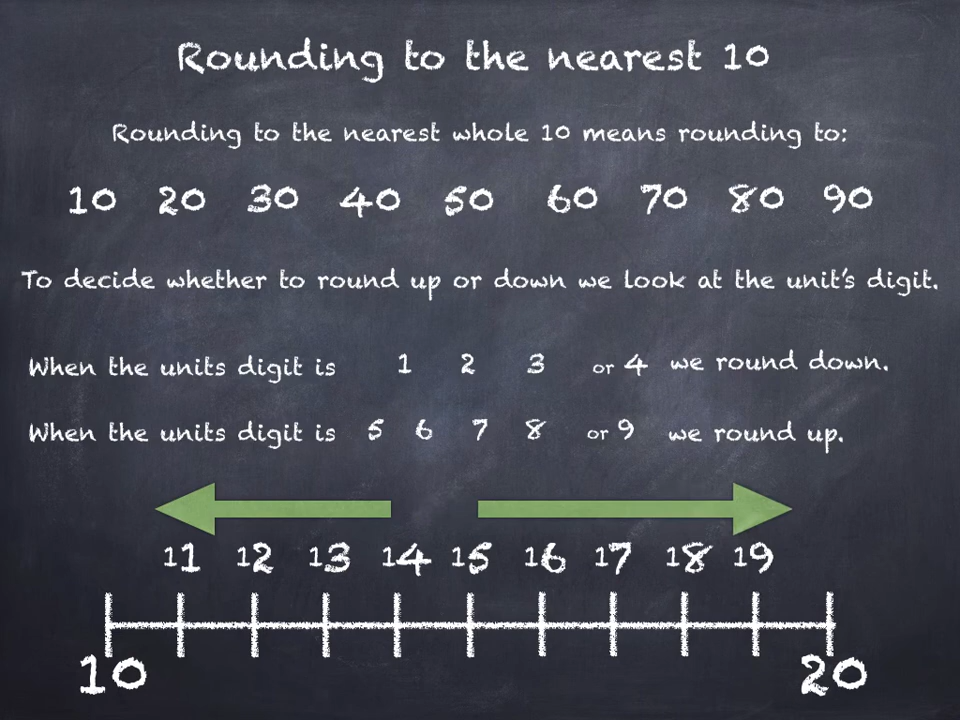 Rounding to the nearest 10
Rounding to the nearest whole 10 means rounding to:
10 20 30 40 50 60 70 80 90
To decide whether to round up or down we look at the unit's digit.
When the units digit is 1 2 3 or 4 we round down.
When the units digit is 5 6 7 8 or 9 we round up.
11 12 13 14 15 16 17 18 19
10 20